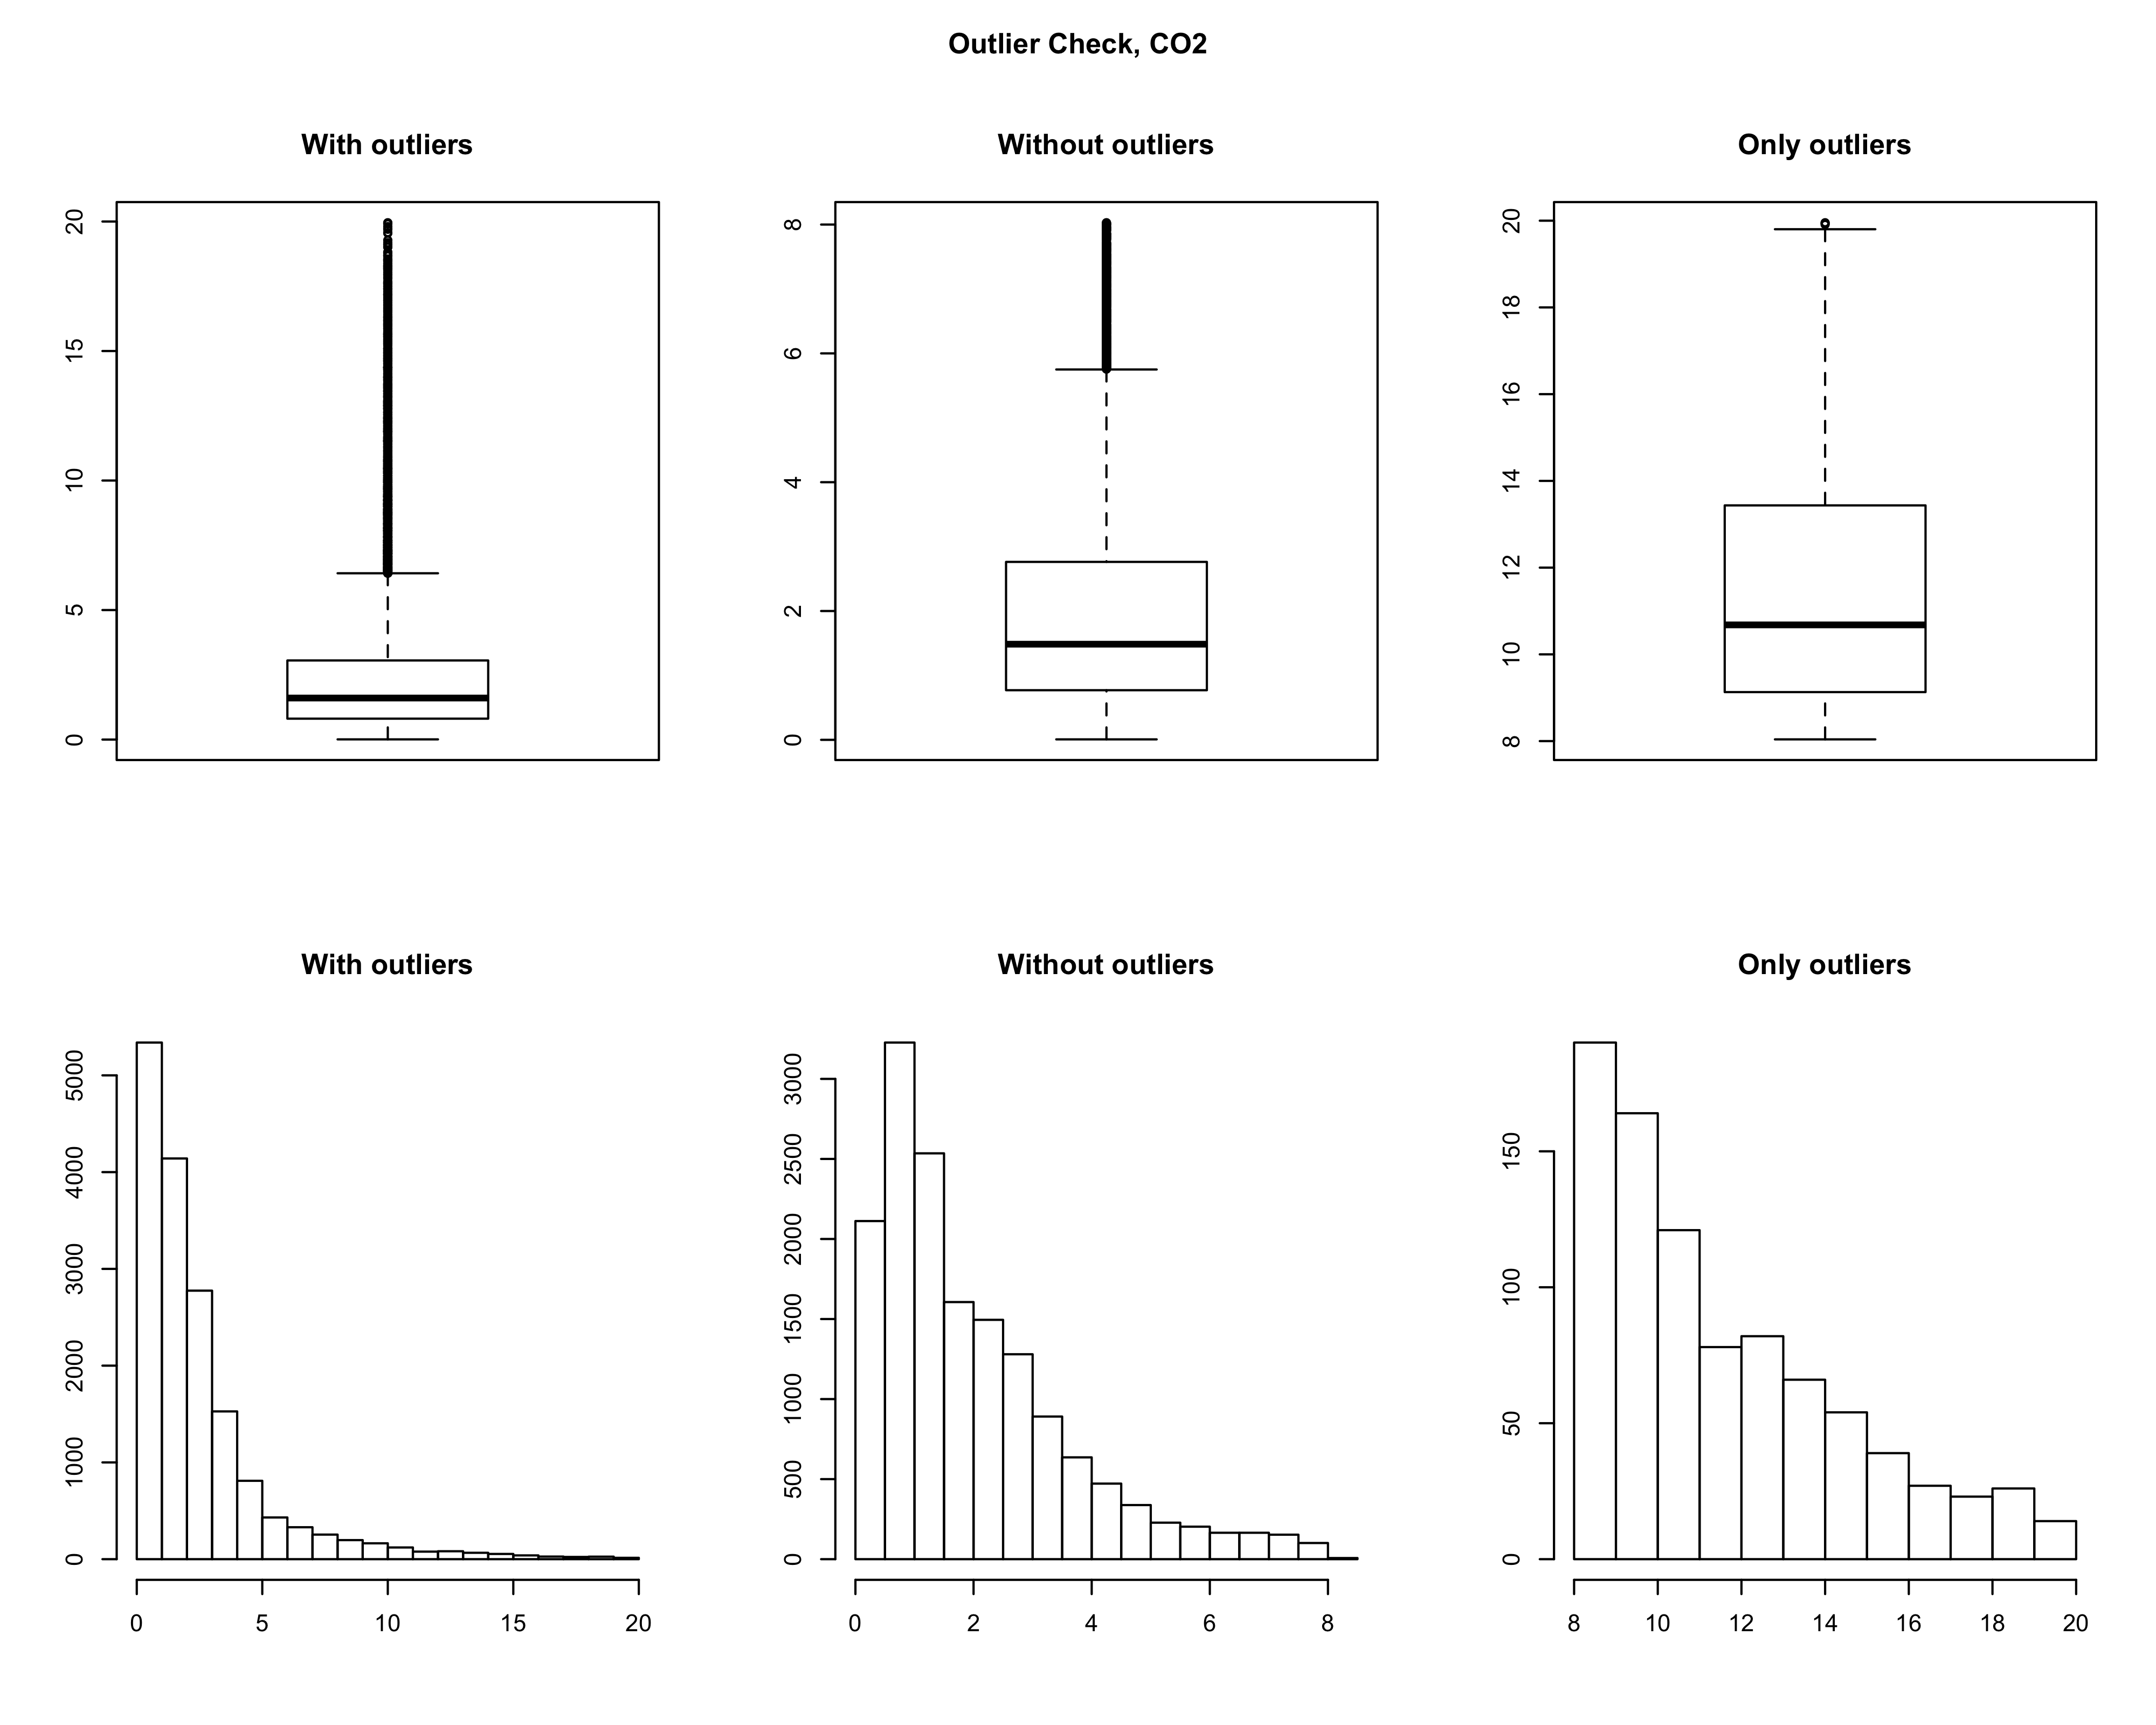 Outlier Check, CO2
With outliers
Without outliers
Only outliers
0 5 10 15 20
0 2 4 6 8
8 10 12 14 16 18 20
With outliers
Without outliers
Only outliers
0 1000 2000 3000 4000 5000
0 5 10 15 20
0 500 1000 1500 2000 2500 3000
0 2 4 6 8
0 50 100 150
8 10 12 14 16 18 20